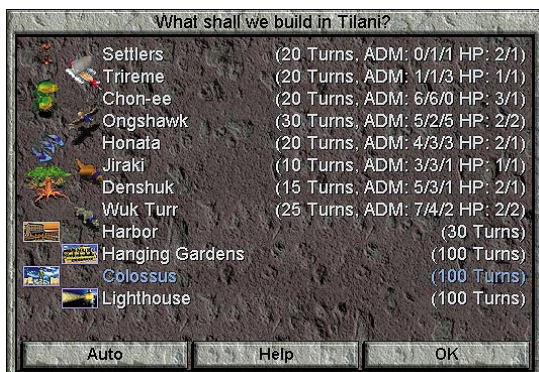 What shall we build in Tilani?
Settlers (20 Turns, ADM: 0/1/1 HP: 2/1)
Trireme (20 Turns, ADM: 1/1/3 HP: 1/1)
Chon-ee (20 Turns, ADM: 6/6/0 HP: 3/1)
Ongshawk (30 Turns, ADM: 5/2/5 HP: 2/2)
Honata (20 Turns, ADM: 4/3/3 HP: 2/1)
Jiraki (10 Turns, ADM: 3/3/1 HP: 1/1)
Denshuk (15 Turns, ADM: 5/3/1 HP: 2/1)
Wuk Turr (25 Turns, ADM: 7/4/2 HP: 2/2)
Harbor (30 Turns)
Hanging Gardens (100 Turns)
Colossus (100 Turns)
Lighthouse (100 Turns)
Auto Help OK